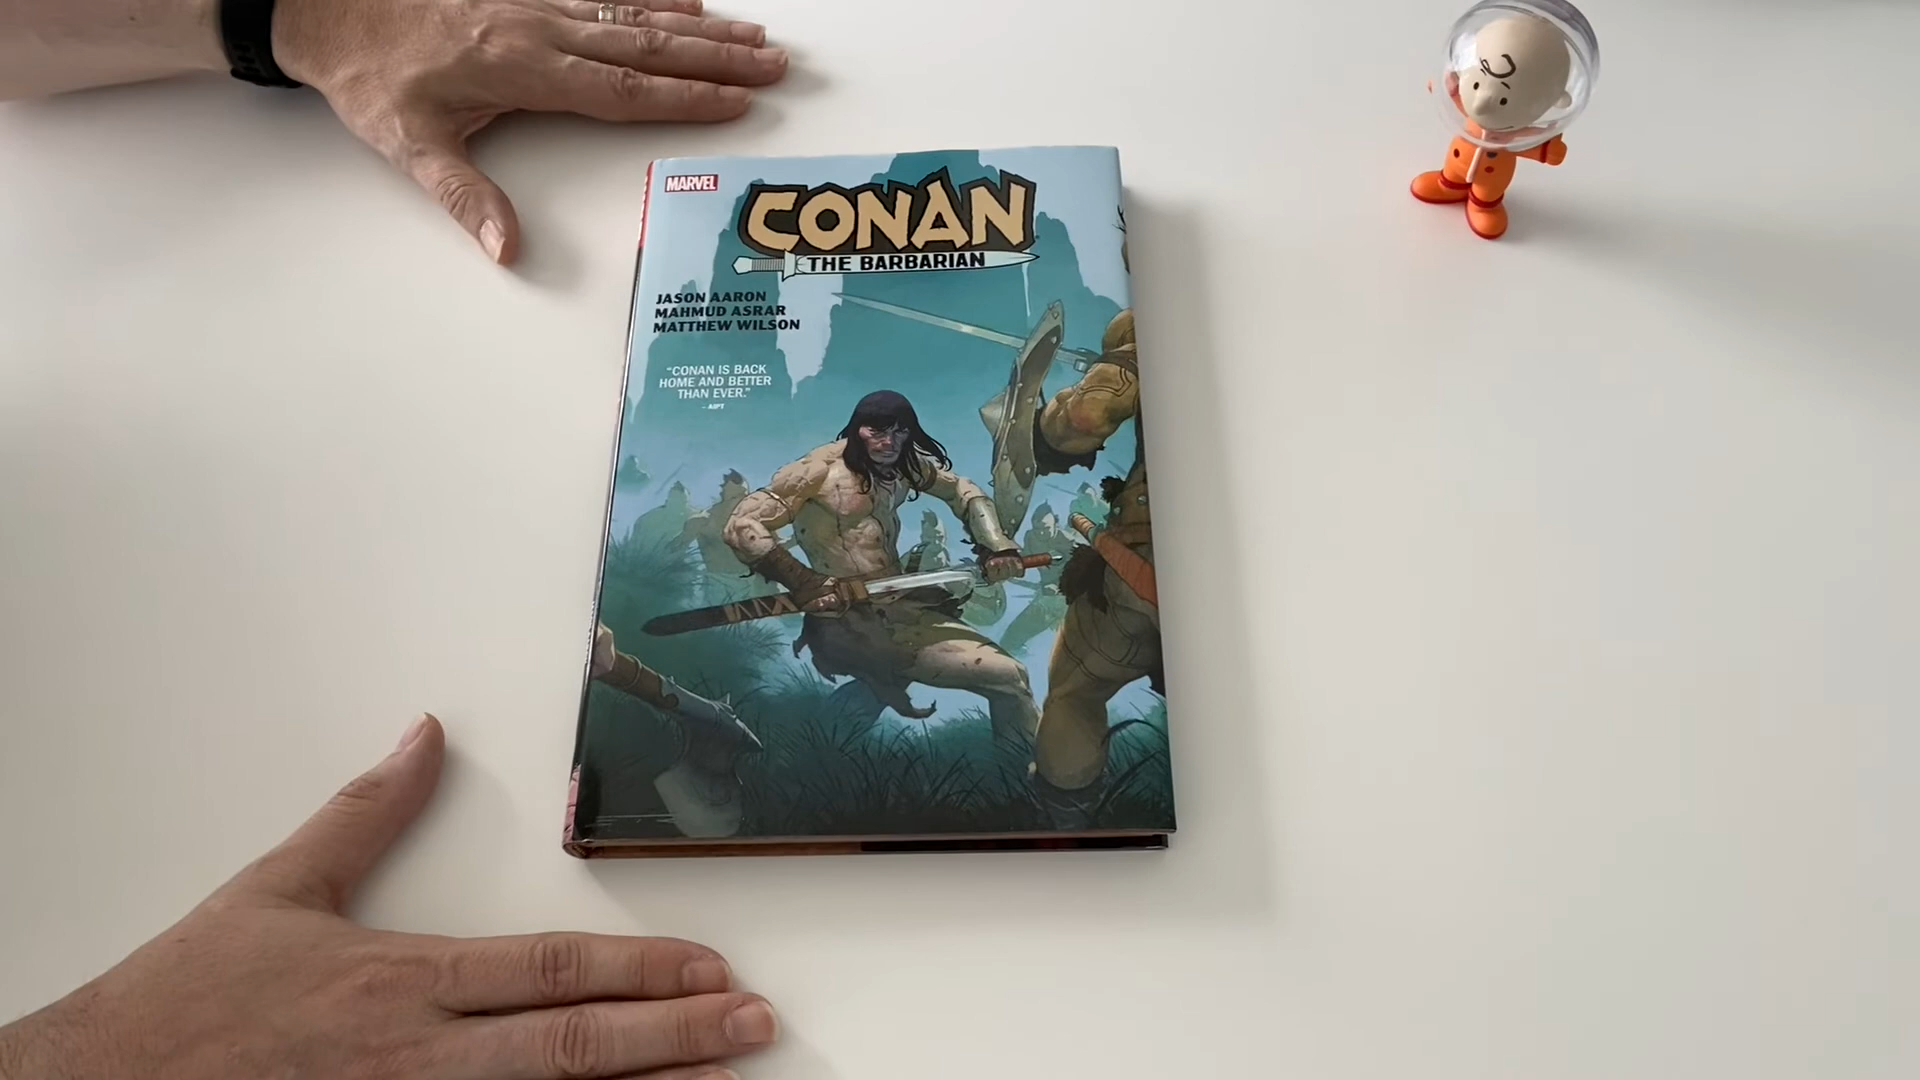 MARVEL
CONAN
THE BARBARIAN
JASON AARON
MAHMUD ASRAR
MATTHEW WILSON
"CONAN IS BACK
HOME AND BETTER
THAN EVER."
- AIPT